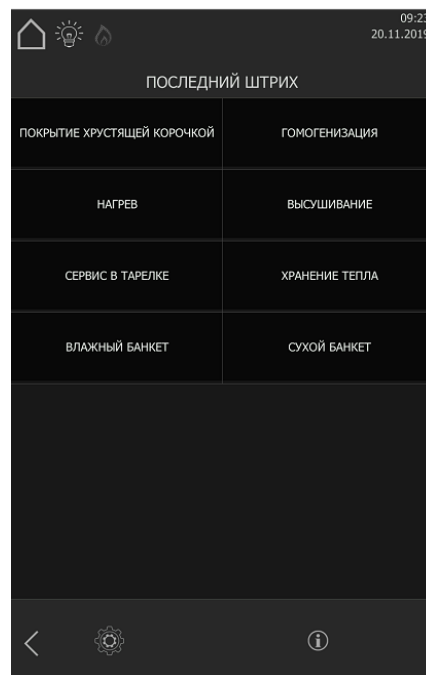 09:23
20.11.2019
ПОСЛЕДНИЙ ШТРИХ
ПОКРЫТИЕ ХРУСТЯЩЕЙ КОРОЧКОЙ
ГОМОГЕНИЗАЦИЯ
НАГРЕВ
ВЫСУШИВАНИЕ
СЕРВИС В ТАРЕЛКЕ
ХРАНЕНИЕ ТЕПЛА
ВЛАЖНЫЙ БАНКЕТ
СУХОЙ БАНКЕТ